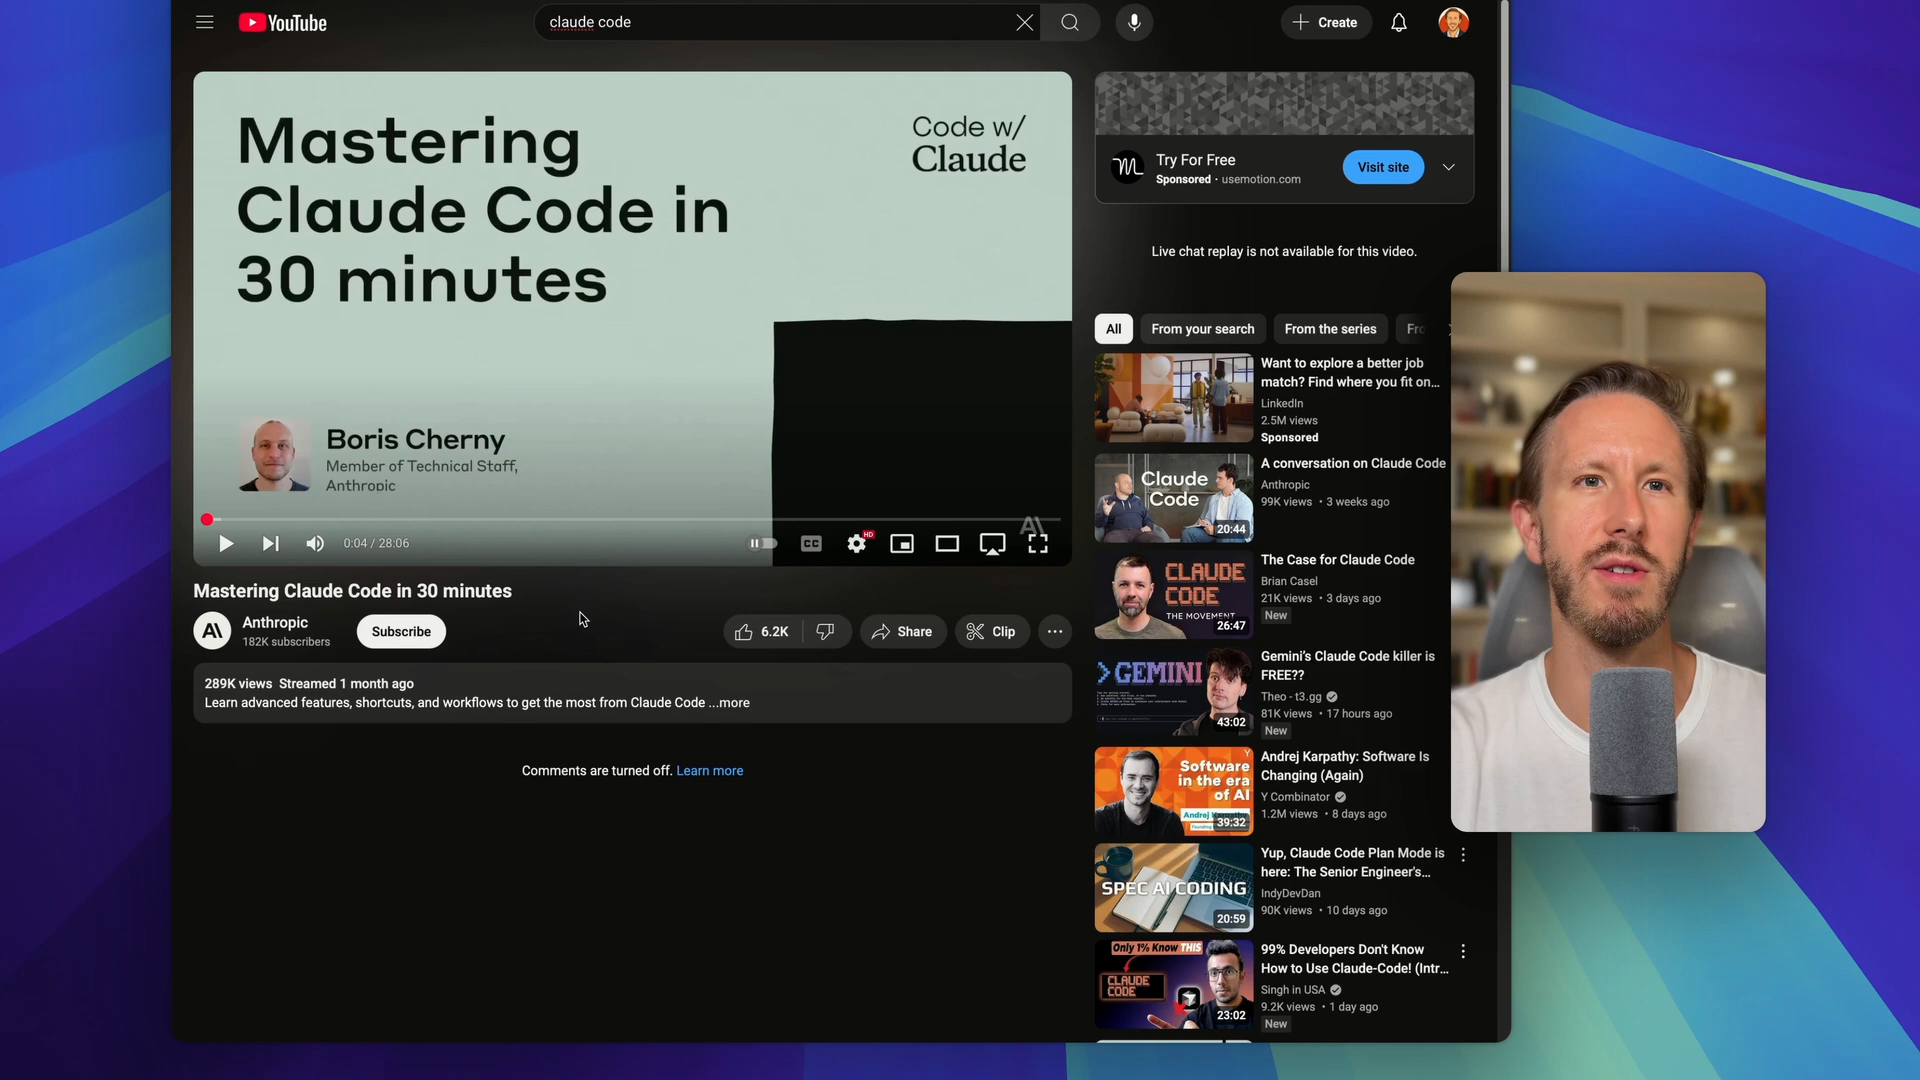 YouTube
claude code
Create
Mastering
Claude Code in
30 minutes
Code w/
Claude
Boris Cherny
Member of Technical Staff,
Anthropic
0:04 / 28:06
CC
HD
Mastering Claude Code in 30 minutes
Anthropic
182K subscribers
Subscribe
6.2K
Share
Clip
289K views Streamed 1 month ago
Learn advanced features, shortcuts, and workflows to get the most from Claude Code ...more
Comments are turned off. Learn more
Try For Free
Sponsored · usemotion.com
Visit site
Live chat replay is not available for this video.
All
From your search
From the series
Fro
Want to explore a better job
match? Find where you fit on...
LinkedIn
2.5M views
Sponsored
Claude
Code
20:44
A conversation on Claude Code
Anthropic
99K views • 3 weeks ago
CLAUDE
CODE
THE MOVEMENT
26:47
The Case for Claude Code
Brian Casel
21K views • 3 days ago
New
>GEMINI
43:02
Gemini's Claude Code killer is
FREE??
Theo - t3.gg
81K views • 17 hours ago
New
Software
in the era
of AI
Andrej Karpathy
39:32
Andrej Karpathy: Software Is
Changing (Again)
Y Combinator
1.2M views • 8 days ago
SPEC AI CODING
20:59
Yup, Claude Code Plan Mode is
here: The Senior Engineer's...
IndyDevDan
90K views • 10 days ago
Only 1% Know THIS
CLAUDE
CODE
23:02
99% Developers Don't Know
How to Use Claude-Code! (Intr...
Singh in USA
9.2K views • 1 day ago
New